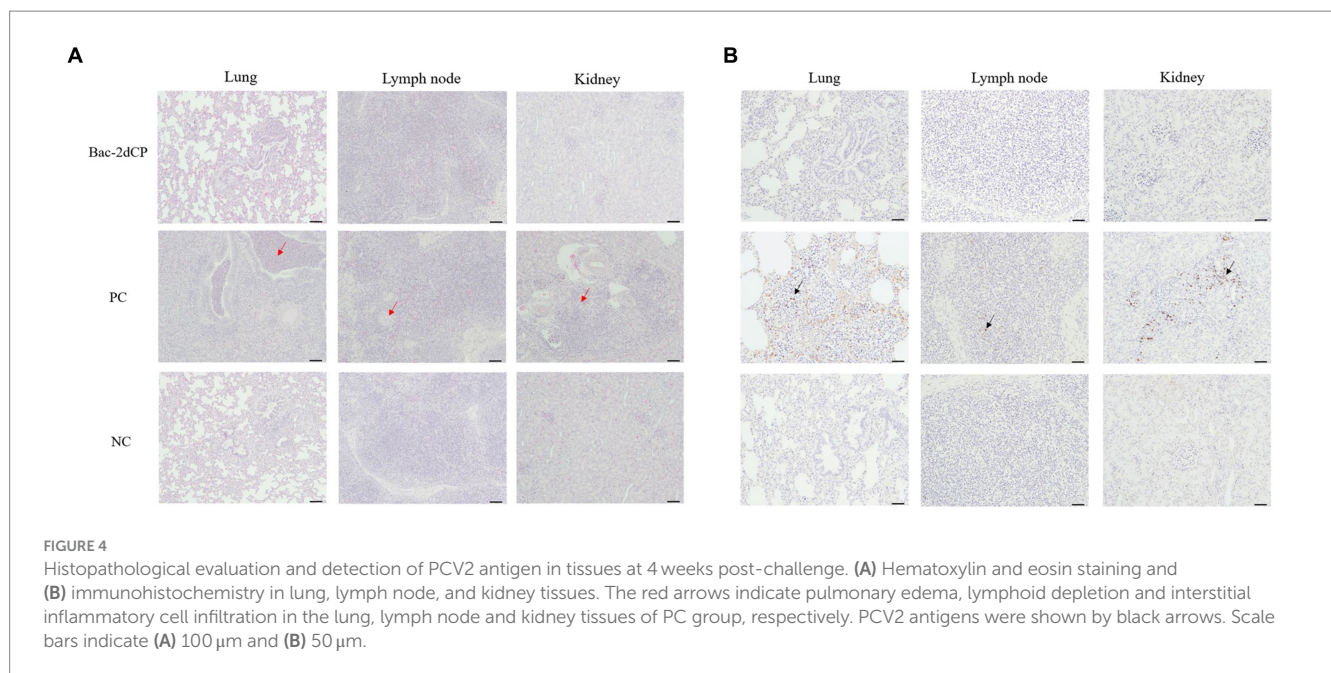 A
B
Lung Lymph node Kidney
Lung Lymph node Kidney
Bac-2dCP
PC
NC
FIGURE 4
Histopathological evaluation and detection of PCV2 antigen in tissues at 4 weeks post-challenge. (A) Hematoxylin and eosin staining and
(B) immunohistochemistry in lung, lymph node, and kidney tissues. The red arrows indicate pulmonary edema, lymphoid depletion and interstitial
inflammatory cell infiltration in the lung, lymph node and kidney tissues of PC group, respectively. PCV2 antigens were shown by black arrows. Scale
bars indicate (A) 100 μm and (B) 50 μm.